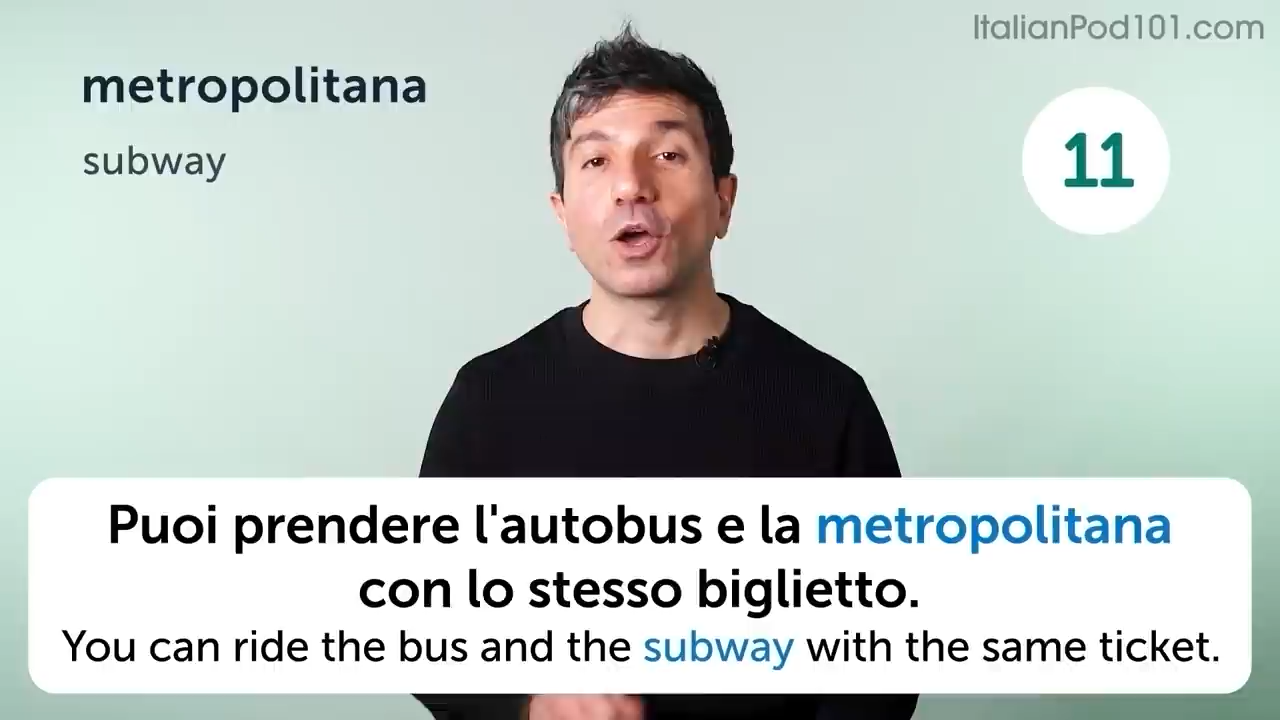 ItalianPod101.com
metropolitana
subway
11
Puoi prendere l'autobus e la metropolitana
con lo stesso biglietto.
You can ride the bus and the subway with the same ticket.